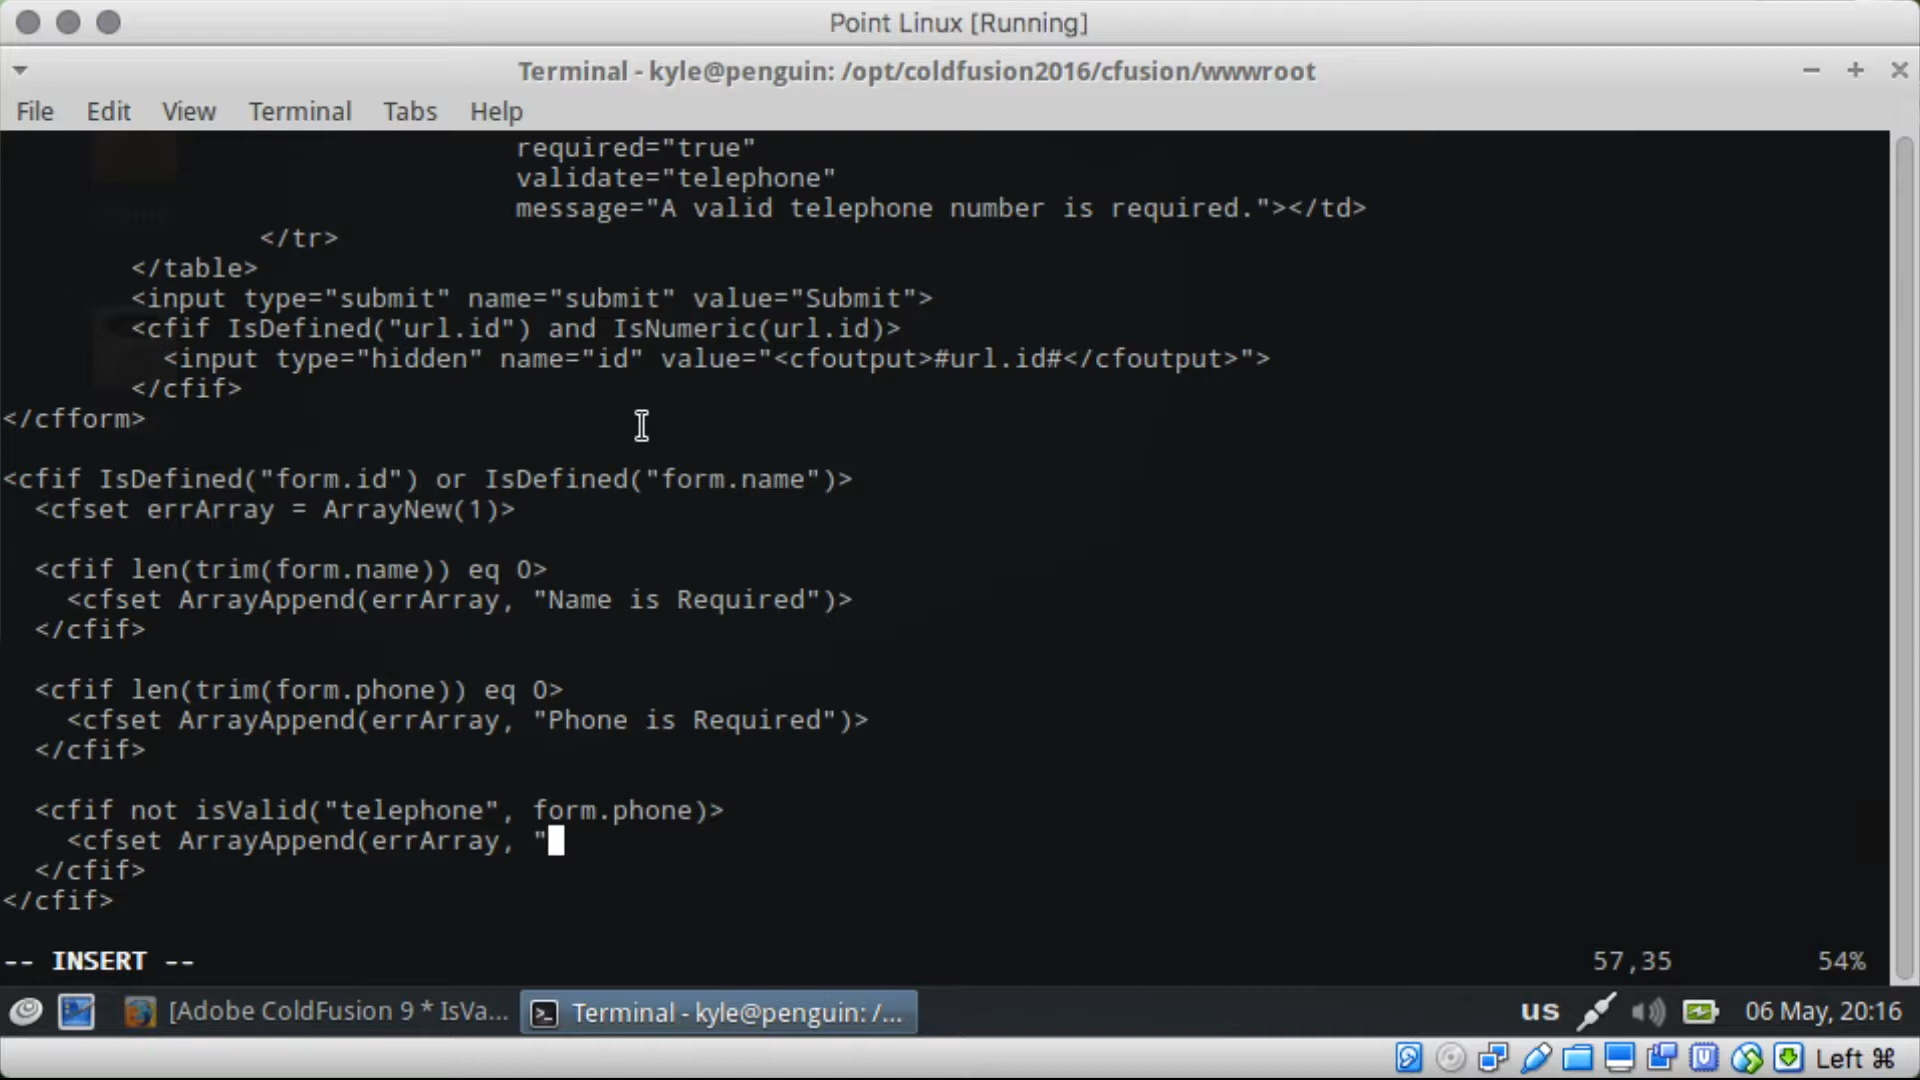 Point Linux [Running]
Terminal - kyle@penguin: /opt/coldfusion2016/cfusion/wwwroot
File Edit View Terminal Tabs Help
required="true"
validate="telephone"
message="A valid telephone number is required."></td>
</tr>
</table>
<input type="submit" name="submit" value="Submit">
<cfif IsDefined("url.id") and IsNumeric(url.id)>
<input type="hidden" name="id" value="<cfoutput>#url.id#</cfoutput>">
</cfif>
</cfform>
<cfif IsDefined("form.id") or IsDefined("form.name")>
<cfset errArray = ArrayNew(1)>
<cfif len(trim(form.name)) eq 0>
<cfset ArrayAppend(errArray, "Name is Required")>
</cfif>
<cfif len(trim(form.phone)) eq 0>
<cfset ArrayAppend(errArray, "Phone is Required")>
</cfif>
<cfif not isValid("telephone", form.phone)>
<cfset ArrayAppend(errArray, "
</cfif>
</cfif>
-- INSERT -- 57,35 54%
[Adobe ColdFusion 9 * IsVa... Terminal - kyle@penguin: /... us 06 May, 20:16
Left ⌘